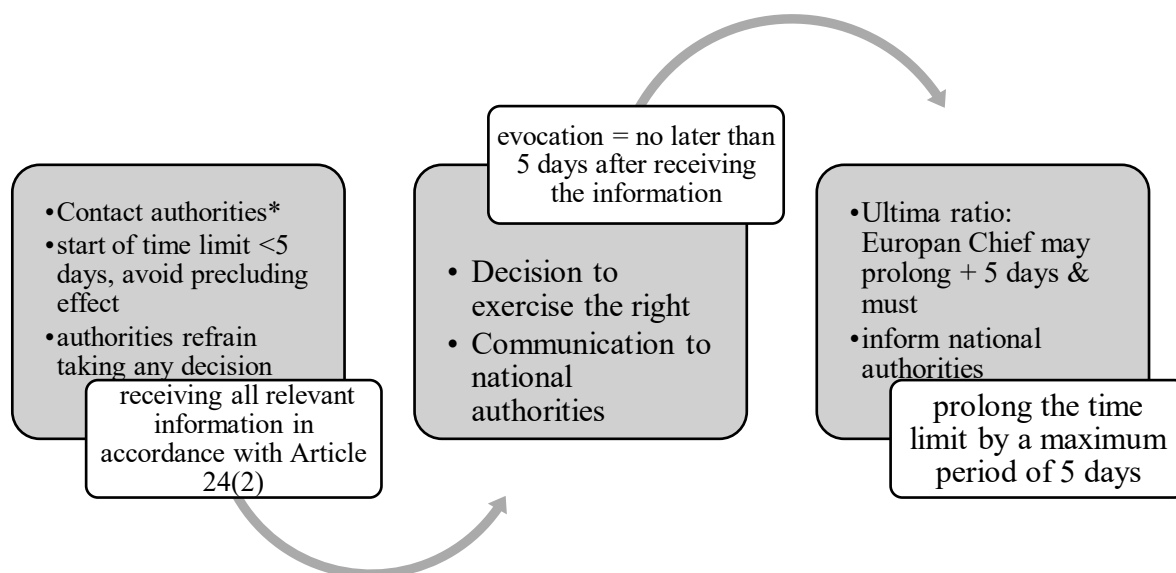 •Contact authorities*
•start of time limit <5
days, avoid precluding
effect
•authorities refrain
taking any decision
receiving all relevant
information in
accordance with Article
24(2)
evocation = no later than
5 days after receiving
the information
• Decision to
exercise the right
• Communication to
national
authorities
•Ultima ratio:
Europan Chief may
prolong + 5 days &
must
•inform national
authorities
prolong the time
limit by a maximum
period of 5 days